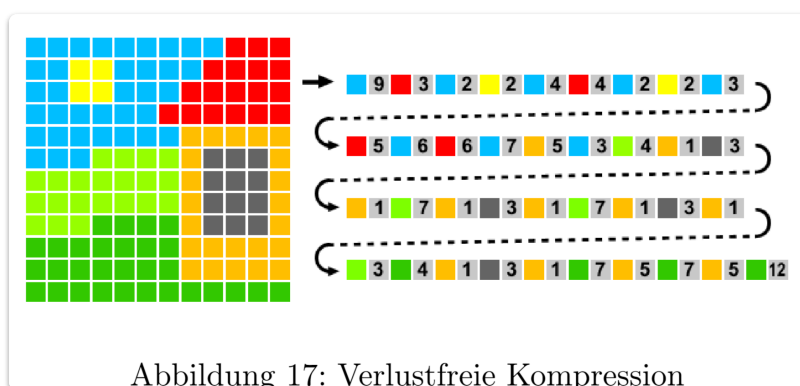 9 3 2 2 4 4 2 2 3
5 6 6 7 5 3 4 1 3
1 7 1 3 1 7 1 3 1
3 4 1 3 1 7 5 7 5 12
Abbildung 17: Verlustfreie Kompression